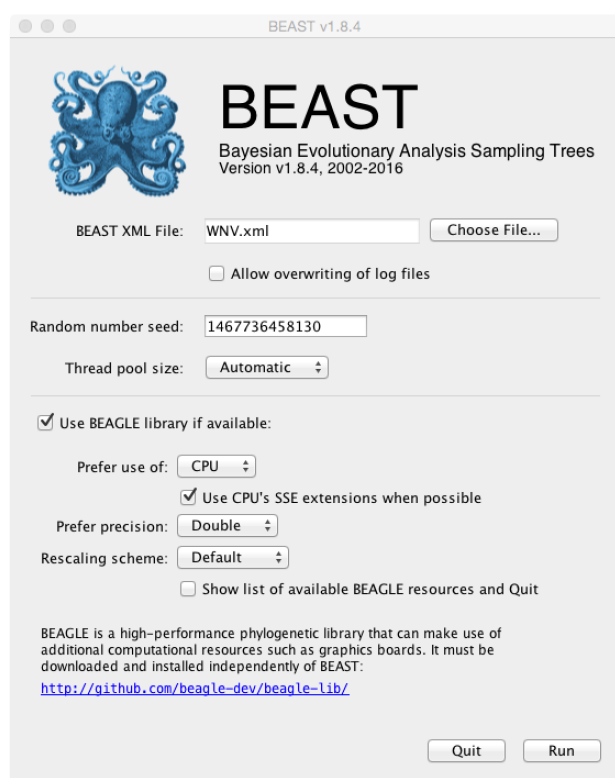 BEAST v1.8.4
BEAST
Bayesian Evolutionary Analysis Sampling Trees
Version v1.8.4, 2002-2016
BEAST XML File: WNV.xml Choose File...
Allow overwriting of log files
Random number seed: 1467736458130
Thread pool size: Automatic
Use BEAGLE library if available:
Prefer use of: CPU
Use CPU's SSE extensions when possible
Prefer precision: Double
Rescaling scheme: Default
Show list of available BEAGLE resources and Quit
BEAGLE is a high-performance phylogenetic library that can make use of
additional computational resources such as graphics boards. It must be
downloaded and installed independently of BEAST:
http://github.com/beagle-dev/beagle-lib/
Quit Run